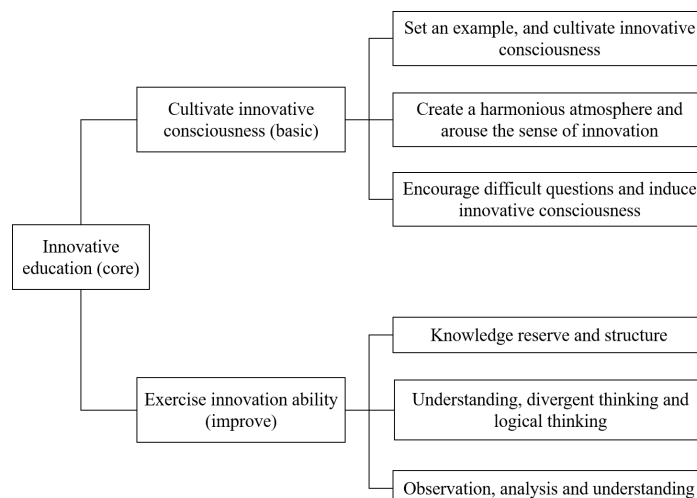 Set an example, and cultivate innovative
consciousness
Cultivate innovative
consciousness (basic)
Create a harmonious atmosphere and
arouse the sense of innovation
Encourage difficult questions and induce
innovative consciousness
Innovative
education (core)
Knowledge reserve and structure
Exercise innovation ability
(improve)
Understanding, divergent thinking and
logical thinking
Observation, analysis and understanding